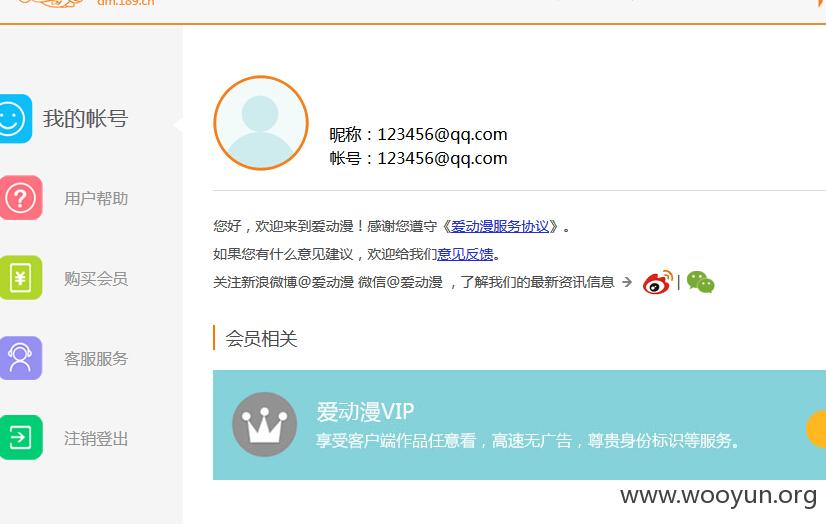 dm.189.cn
我的帐号
用户帮助
购买会员
客服服务
注销登出
昵称：123456@qq.com
帐号：123456@qq.com
您好，欢迎来到爱动漫！感谢您遵守《爱动漫服务协议》。
如果您有什么意见建议，欢迎给我们意见反馈。
关注新浪微博@爱动漫 微信@爱动漫 ，了解我们的最新资讯信息 → |
会员相关
爱动漫VIP
享受客户端作品任意看，高速无广告，尊贵身份标识等服务。
www.wooyun.org